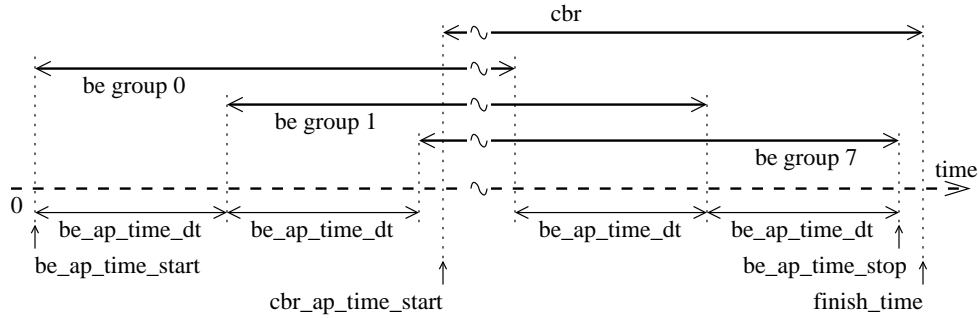 cbr
be group 0
be group 1
be group 7
time
0
be_ap_time_dt be_ap_time_dt be_ap_time_dt be_ap_time_dt
be_ap_time_start be_ap_time_stop
cbr_ap_time_start finish_time